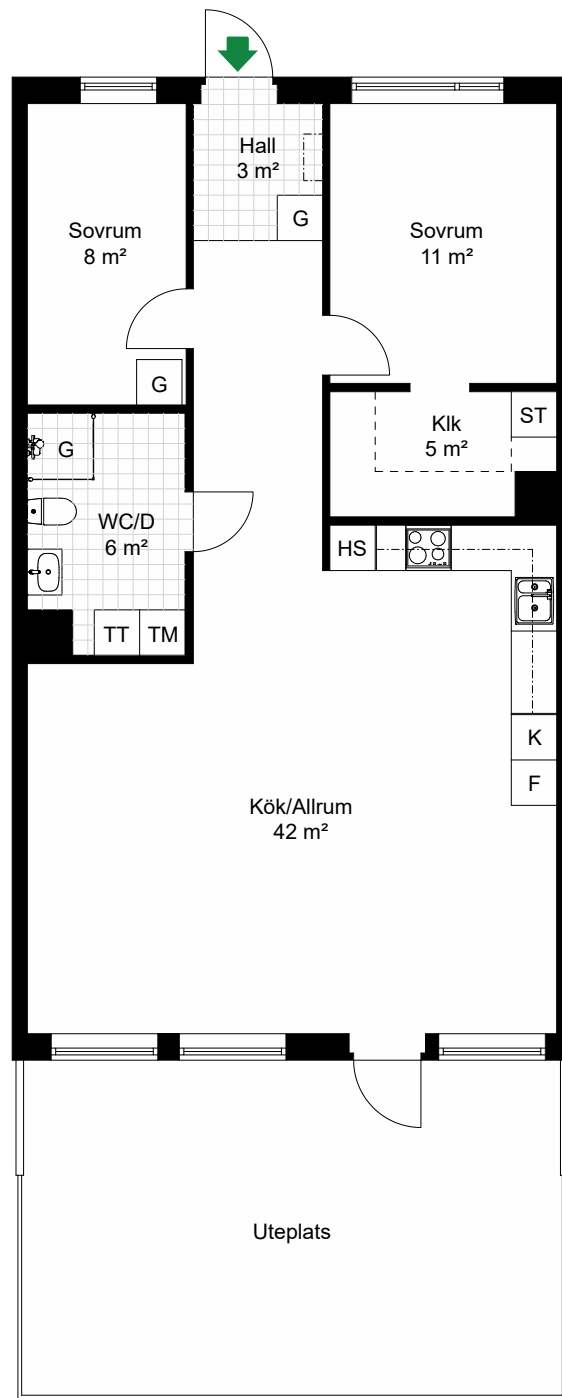 Hall
3 m²
G
Sovrum
8 m²
Sovrum
11 m²
G
Klk
5 m²
ST
G
WC/D
6 m²
HS
TT
TM
K
F
Kök/Allrum
42 m²
Uteplats